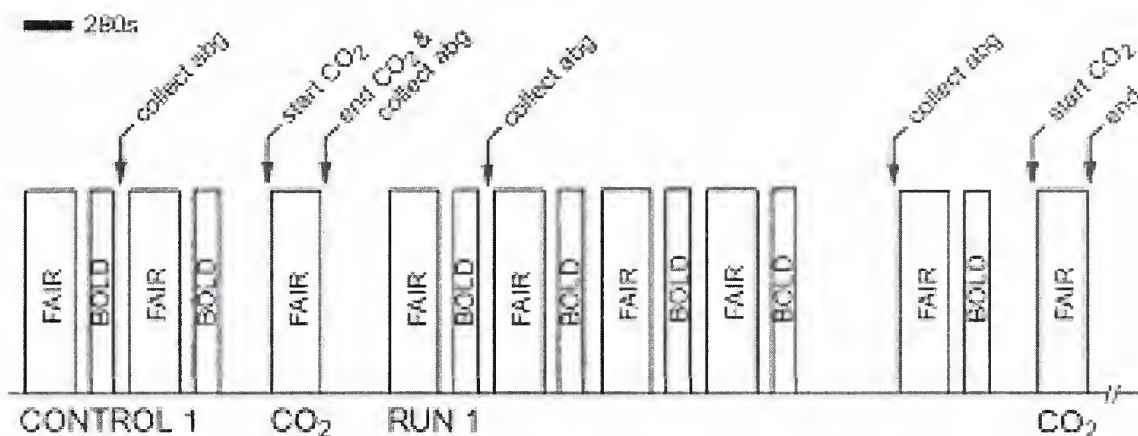 280s
collect abg
start CO2
end CO2 &
collect abg
collect abg
collect abg
start CO2
end
FAIR
BOLD
FAIR
BOLD
FAIR
FAIR
BOLD
FAIR
BOLD
FAIR
BOLD
FAIR
BOLD
FAIR
BOLD
FAIR
CONTROL 1
CO2
RUN 1
CO2